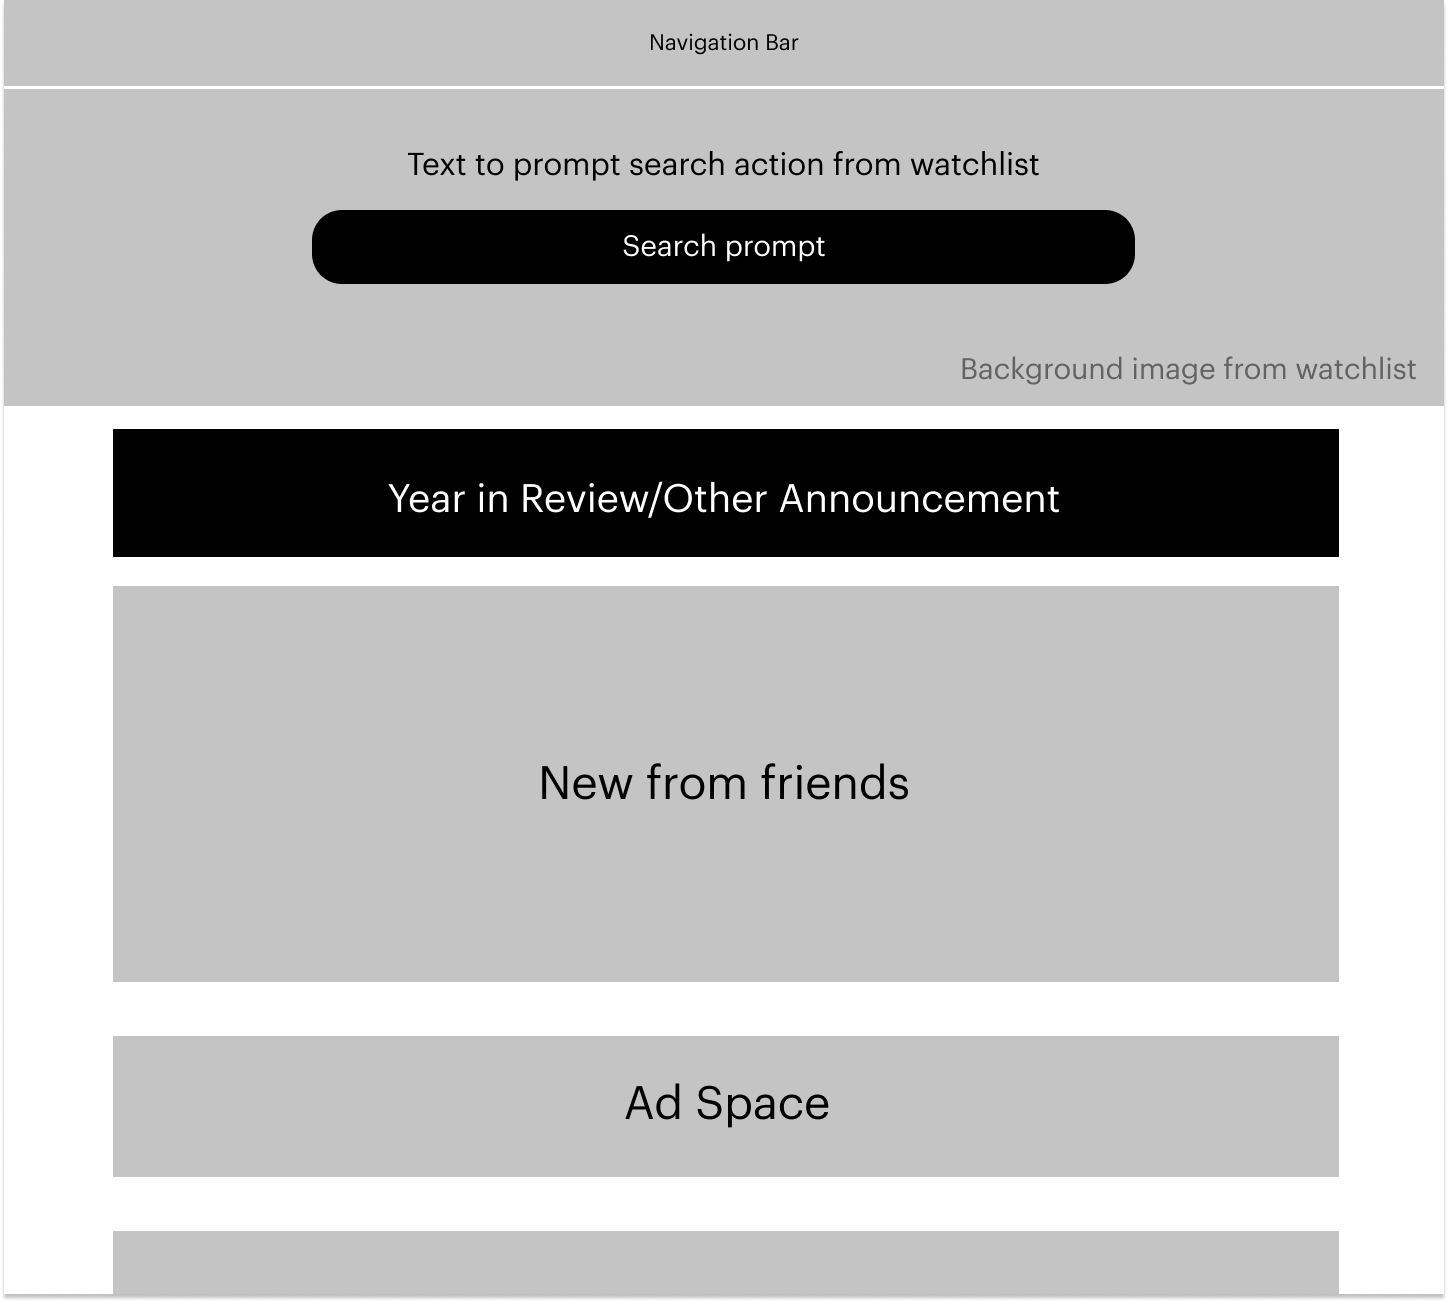 Navigation Bar
Text to prompt search action from watchlist
Search prompt
Background image from watchlist
Year in Review/Other Announcement
New from friends
Ad Space